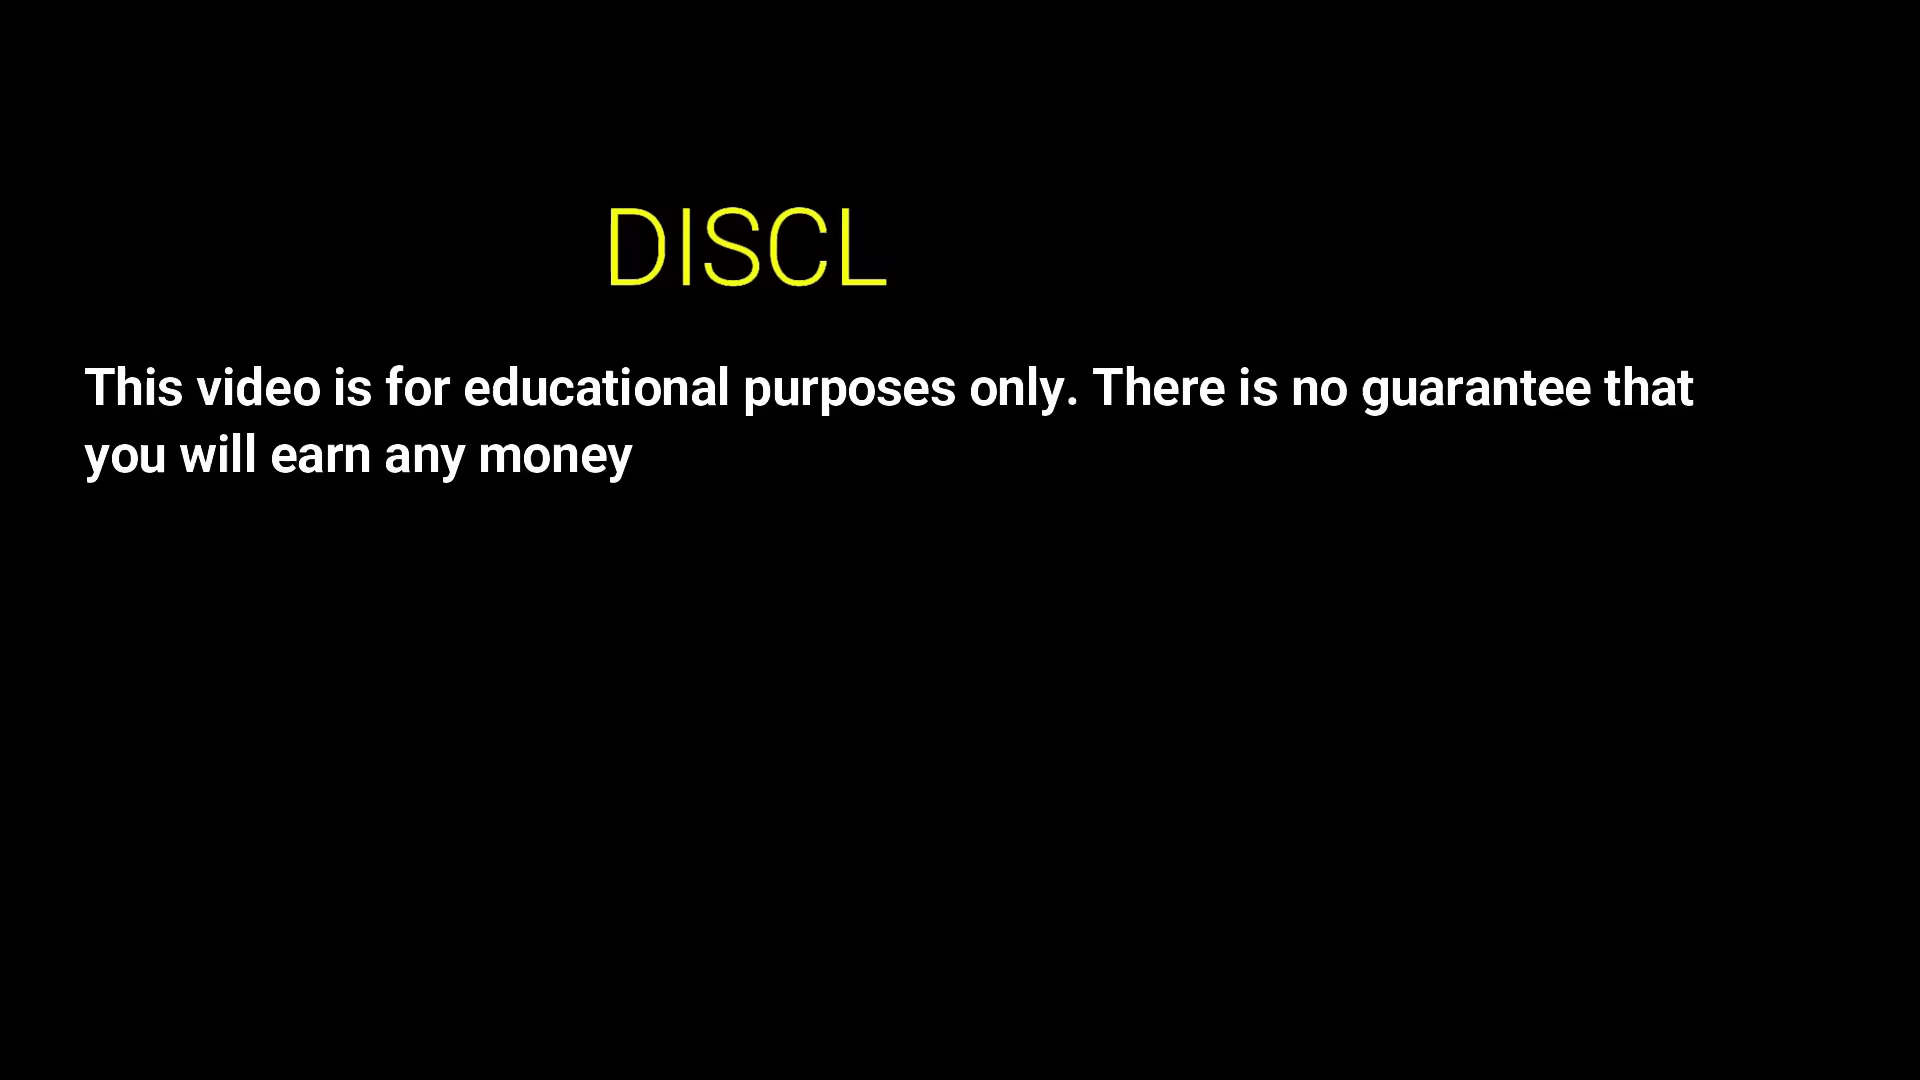 DISCL
This video is for educational purposes only. There is no guarantee that
you will earn any money